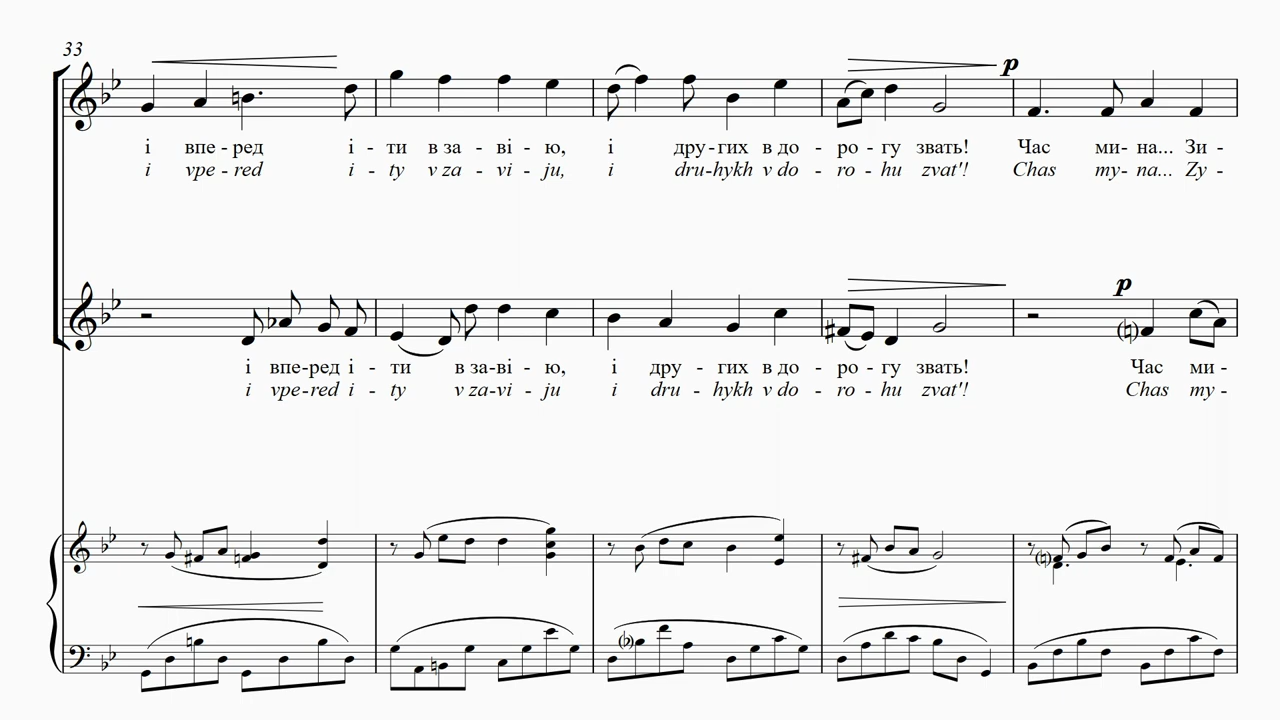 33
p
і впе - ред і - ти в за - ві - ю, і дру - гих в до - ро - гу звать! Час ми - на... Зи -
i vpe - red i - ty v za - vi - ju, i dru - hykh v do - ro - hu zvat'! Chas my - na... Zy -
p
і впе - ред і - ти в за - ві - ю, і дру - гих в до - ро - гу звать! Час ми -
i vpe - red i - ty v za - vi - ju i dru - hykh v do - ro - hu zvat'! Chas my -